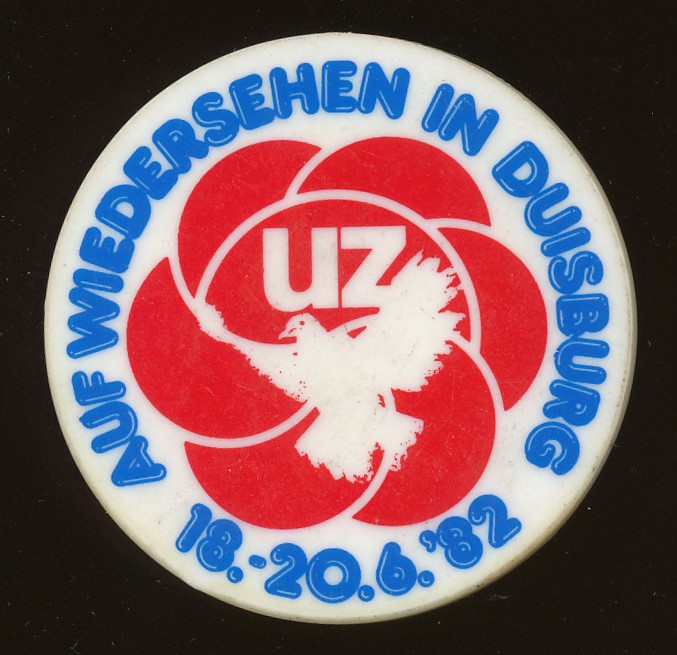 AUF WIEDERSEHEN IN DUISBURG
uz
18.-20.6.'82